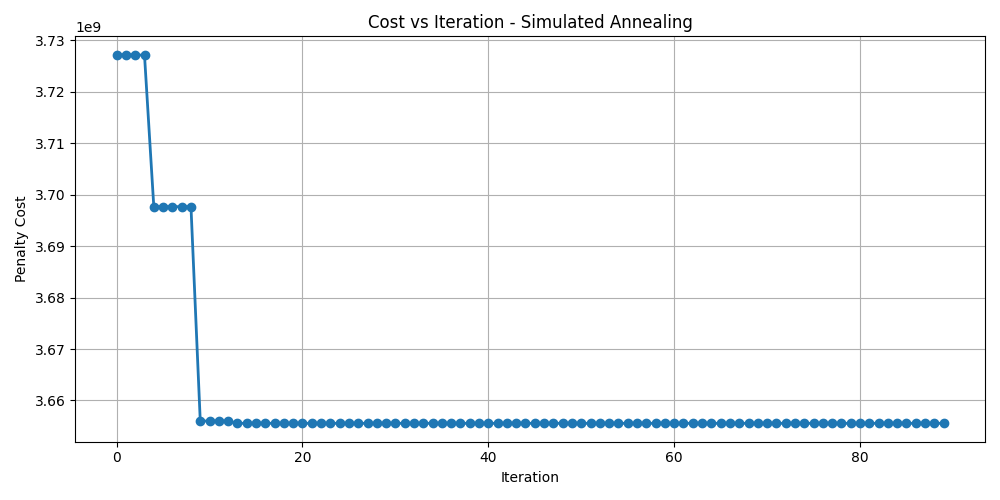 Cost vs Iteration - Simulated Annealing
1e9
3.73
3.72
3.71
3.70
3.69
3.68
3.67
3.66
Penalty Cost
0 20 40 60 80
Iteration